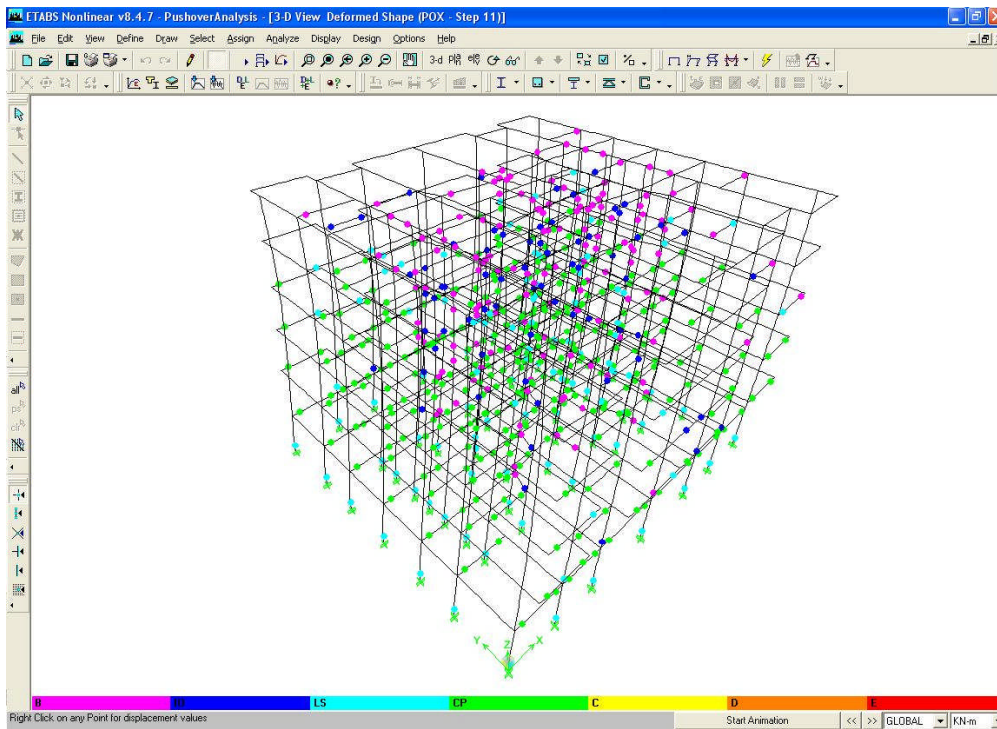 ETABS Nonlinear v8.4.7 - PushoverAnalysis - [3-D View Deformed Shape (POX - Step 11)]
File Edit View Define Draw Select Assign Analyze Display Design Options Help
3-d
all
Y Z X
B IO LS CP C D E
Right Click on any Point for displacement values Start Animation << >> GLOBAL KN-m